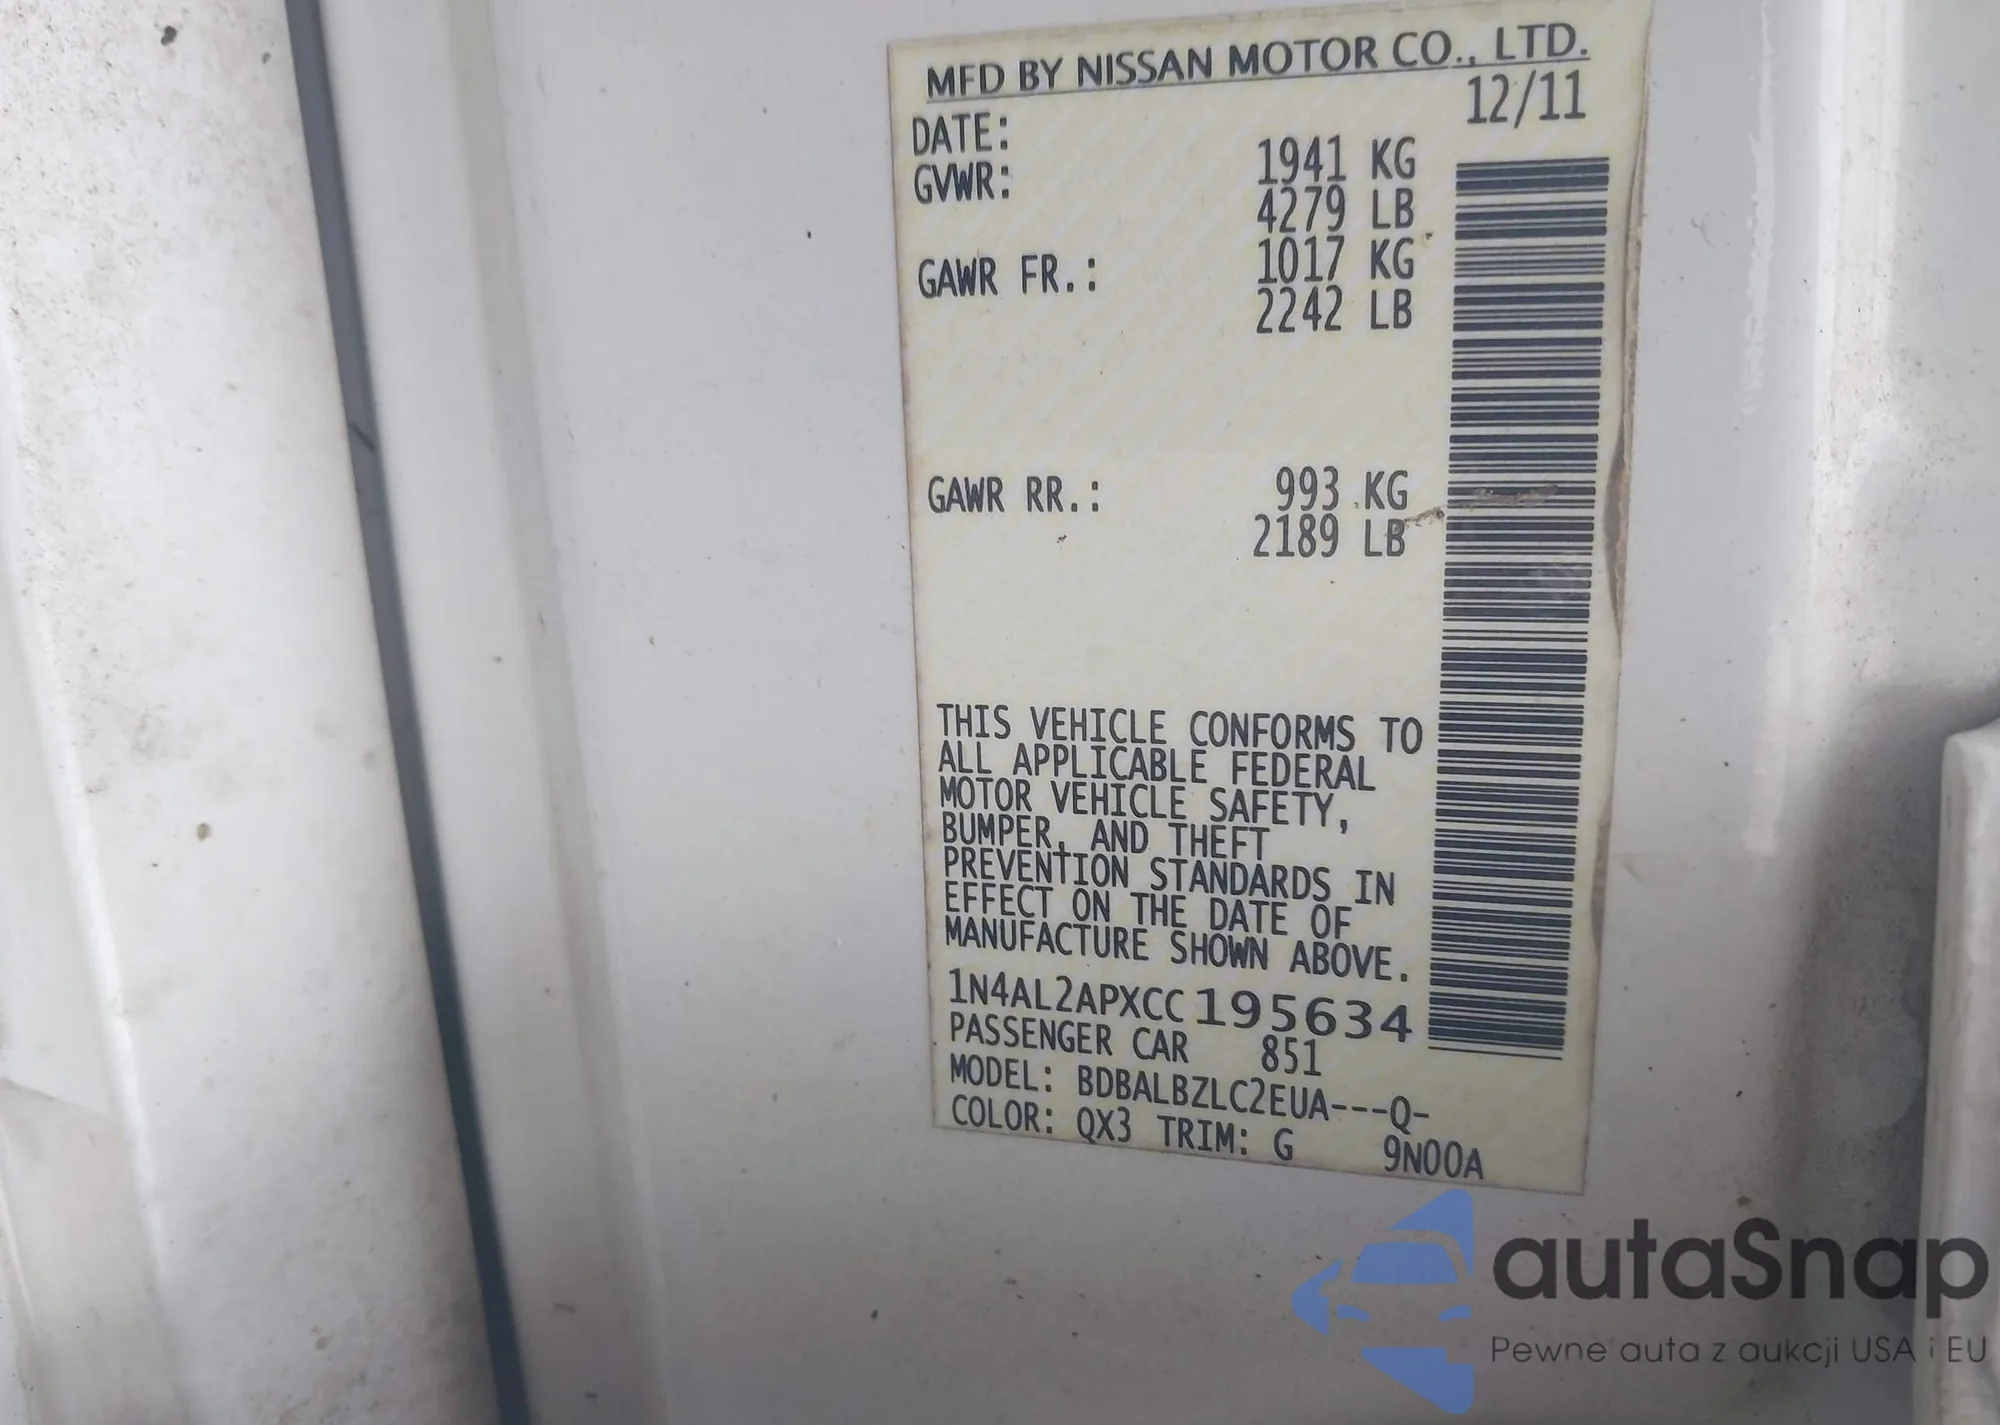 MFD BY NISSAN MOTOR CO., LTD.
DATE: 12/11
GVWR: 1941 KG
4279 LB
GAWR FR.: 1017 KG
2242 LB
GAWR RR.: 993 KG
2189 LB
THIS VEHICLE CONFORMS TO
ALL APPLICABLE FEDERAL
MOTOR VEHICLE SAFETY,
BUMPER, AND THEFT
PREVENTION STANDARDS IN
EFFECT ON THE DATE OF
MANUFACTURE SHOWN ABOVE.
1N4AL2APXCC195634
PASSENGER CAR 851
MODEL: BDBALBZLC2EUA---Q-
COLOR: QX3 TRIM: G 9N00A
autaSnap
Pewne auta z aukcji USA i EU